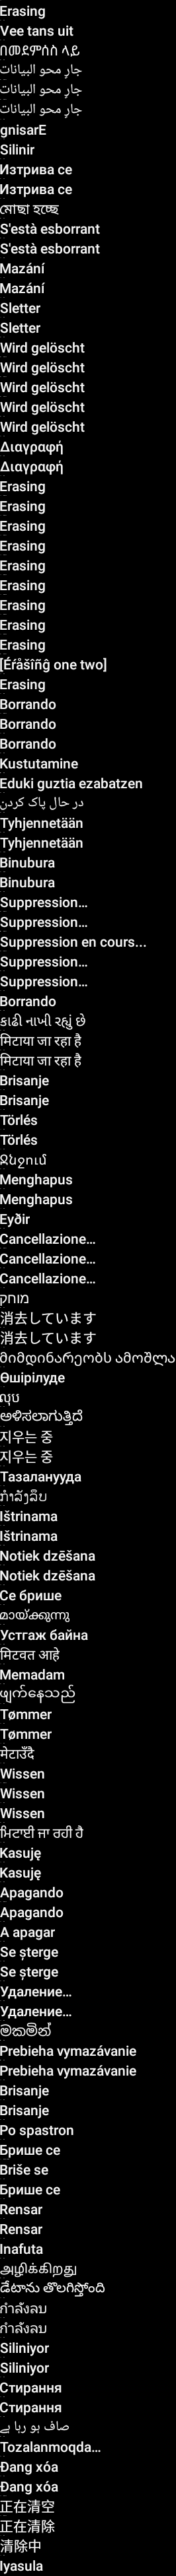 Erasing
Vee tans uit
በመደምሰስ ላይ
جارٍ محو البيانات
جارٍ محو البيانات
جارٍ محو البيانات
gnisarE
Silinir
Изтрива се
Изтрива се
মোছা হচ্ছে
S'està esborrant
S'està esborrant
Mazání
Mazání
Sletter
Sletter
Wird gelöscht
Wird gelöscht
Wird gelöscht
Wird gelöscht
Wird gelöscht
Διαγραφή
Διαγραφή
Erasing
Erasing
Erasing
Erasing
Erasing
Erasing
Erasing
Erasing
Erasing
[Éŕåšîñĝ one two]
Erasing
Borrando
Borrando
Borrando
Kustutamine
Eduki guztia ezabatzen
در حال پاک کردن
Tyhjennetään
Tyhjennetään
Binubura
Binubura
Suppression…
Suppression…
Suppression en cours...
Suppression…
Suppression…
Borrando
કાઢી નાખી રહ્યું છે
मिटाया जा रहा है
मिटाया जा रहा है
Brisanje
Brisanje
Törlés
Törlés
Ջնջում
Menghapus
Menghapus
Eyðir
Cancellazione…
Cancellazione…
Cancellazione…
מוחק
消去しています
消去しています
მიმდინარეობს ამოშლა
Өшірілуде
លុប
ಅಳಿಸಲಾಗುತ್ತಿದೆ
지우는 중
지우는 중
Тазаланууда
ກຳລັງລຶບ
Ištrinama
Ištrinama
Notiek dzēšana
Notiek dzēšana
Се брише
മായ്ക്കുന്നു
Устгаж байна
मिटवत आहे
Memadam
ဖျက်နေသည်
Tømmer
Tømmer
मेटाउँदै
Wissen
Wissen
Wissen
ਮਿਟਾਈ ਜਾ ਰਹੀ ਹੈ
Kasuję
Kasuję
Apagando
Apagando
A apagar
Se șterge
Se șterge
Удаление…
Удаление…
මකමින්
Prebieha vymazávanie
Prebieha vymazávanie
Brisanje
Brisanje
Po spastron
Брише се
Briše se
Брише се
Rensar
Rensar
Inafuta
அழிக்கிறது
డేటాను తొలగిస్తోంది
กำลังลบ
กำลังลบ
Siliniyor
Siliniyor
Стирання
Стирання
صاف ہو رہا ہے
Tozalanmoqda…
Đang xóa
Đang xóa
正在清空
正在清除
清除中
Iyasula